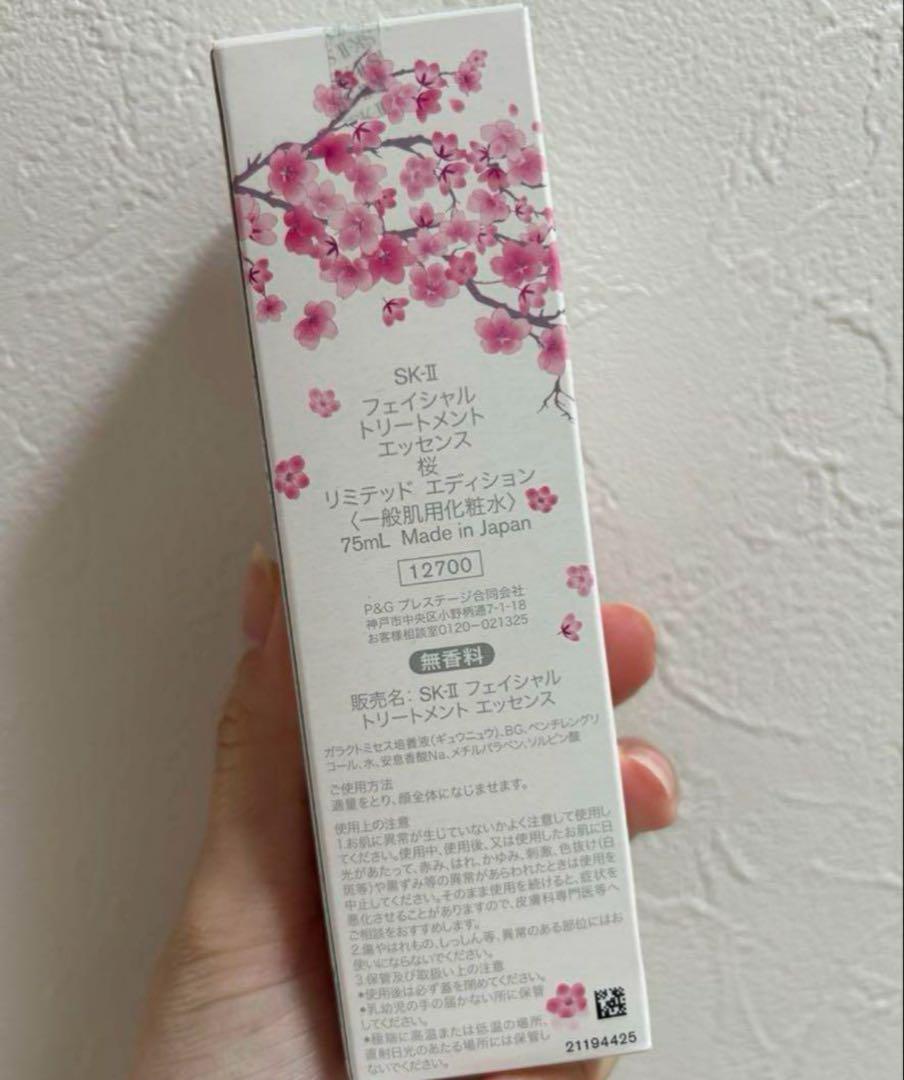 SK-II
SK-II
フェイシャル
トリートメント
エッセンス
桜
リミテッド エディション
〈一般肌用化粧水〉
75mL Made in Japan
12700
P&G プレステージ合同会社
神戸市中央区小野柄通7-1-18
お客様相談室0120-021325
無香料
販売名: SK-II フェイシャル
トリートメント エッセンス
ガラクトミセス培養液(ギュウニュウ)、BG、ペンチレングリ
コール、水、安息香酸Na、メチルパラベン、ソルビン酸
ご使用方法
適量をとり、顔全体になじませます。
使用上の注意
1.お肌に異常が生じていないかよく注意して使用し
てください。使用中、使用後、又は使用したお肌に日
光があたって、赤み、はれ、かゆみ、刺激、色抜け(白
斑等)や黒ずみ等の異常があらわれたときは使用を
中止してください。そのまま使用を続けると、症状を
悪化させることがありますので、皮膚科専門医等へ
ご相談をおすすめします。
2.傷やはれもの、しっしん等、異常のある部位にはお
使いにならないでください。
3.保管及び取扱い上の注意
•使用後は必ず蓋を閉めてください。
•乳幼児の手の届かない所に保管
してください。
•極端に高温または低温の場所、
直射日光のあたる場所には保管し
ないでください。
21194425